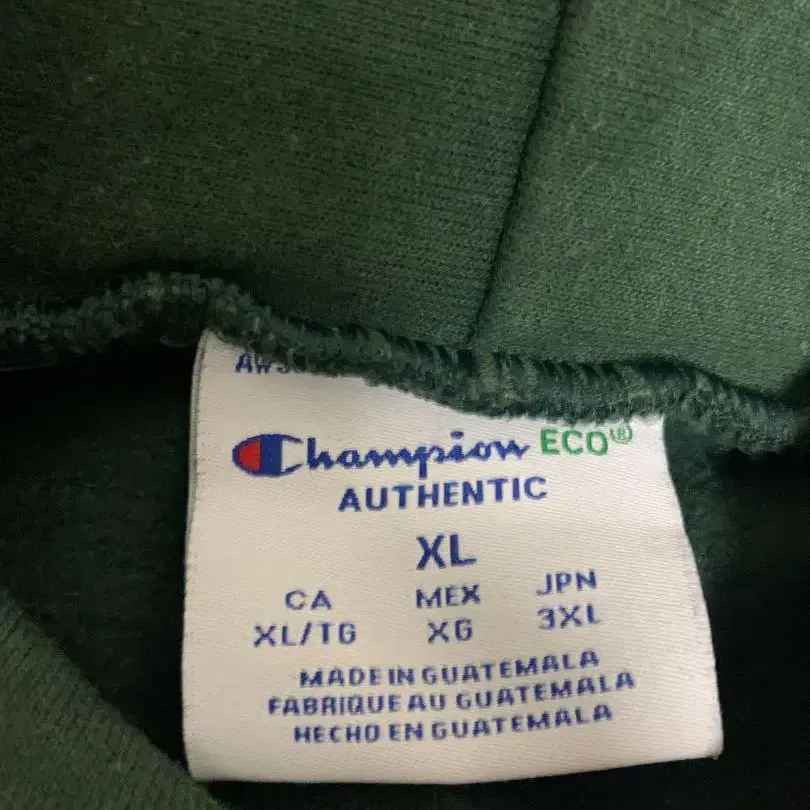 Champion ECO®
AUTHENTIC
XL
CA MEX JPN
XL/TG XG 3XL
MADE IN GUATEMALA
FABRIQUE AU GUATEMALA
HECHO EN GUATEMALA